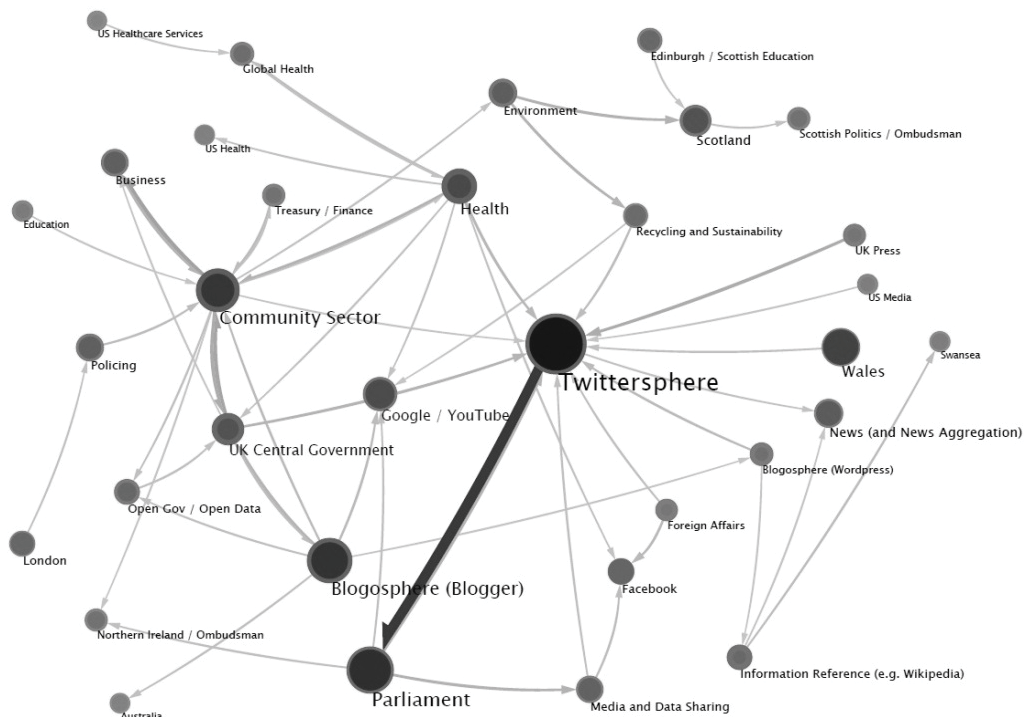 US Healthcare Services
Global Health
Edinburgh / Scottish Education
Environment
Scottish Politics / Ombudsman
Scotland
US Health
Business
Health
Treasury / Finance
Education
Recycling and Sustainability
UK Press
US Media
Community Sector
Swansea
Policing
Twittersphere
Wales
Google / YouTube
News (and News Aggregation)
UK Central Government
Blogosphere (Wordpress)
Open Gov / Open Data
Foreign Affairs
London
Blogosphere (Blogger)
Facebook
Northern Ireland / Ombudsman
Information Reference (e.g. Wikipedia)
Parliament
Media and Data Sharing
Australia